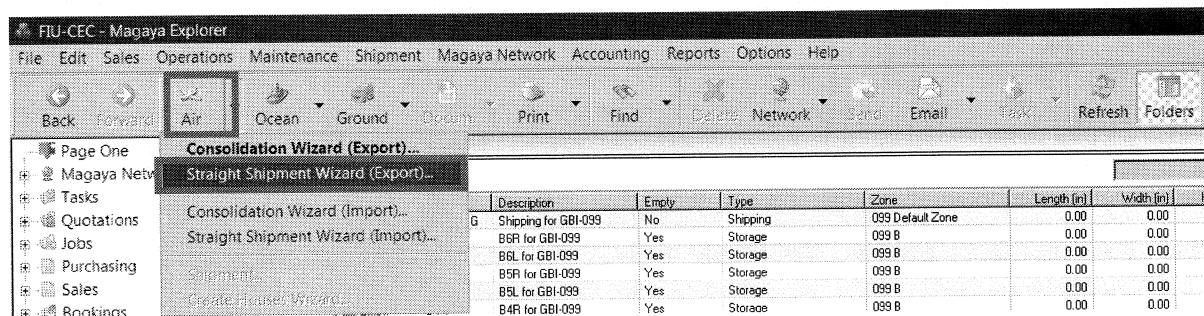 FIU-CEC - Magaya Explorer
File Edit Sales Operations Maintenance Shipment Magaya Network Accounting Reports Options Help
Back Forward Air Ocean Ground Print Find Delete Network Send Email Task Refresh Folders
Page One
Consolidation Wizard (Export)...
Magaya Netw
Straight Shipment Wizard (Export)...
Tasks
Description Empty Type Zone Length [in] Width [in]
Consolidation Wizard (Import)...
G Shipping for GBI-099 No Shipping 099 Default Zone 0.00 0.00
Quotations
Straight Shipment Wizard (Import)...
B6R for GBI-099 Yes Storage 099 B 0.00 0.00
Jobs
B6L for GBI-099 Yes Storage 099 B 0.00 0.00
Purchasing
Shipment...
B5R for GBI-099 Yes Storage 099 B 0.00 0.00
Sales
Create Houses Wizard...
B5L for GBI-099 Yes Storage 099 B 0.00 0.00
Bookings
B4R for GBI-099 Yes Storage 099 B 0.00 0.00